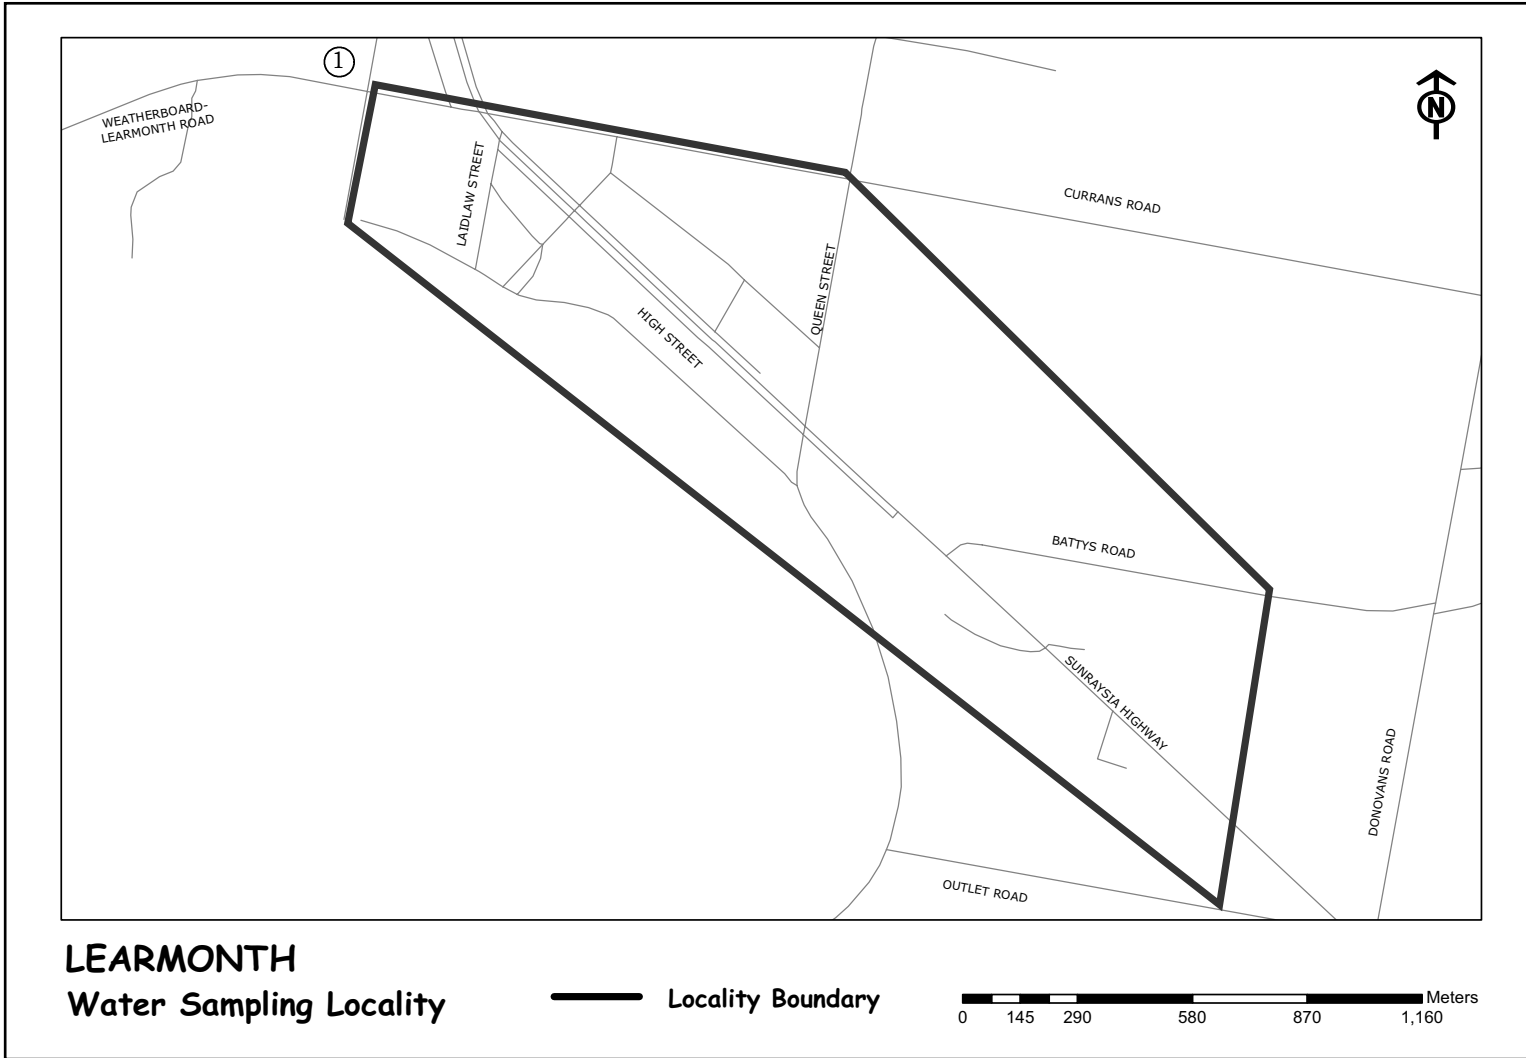 ①
WEATHERBOARD-
LEARMONTH ROAD
N
LAIDLAW STREET
CURRANS ROAD
QUEEN STREET
HIGH STREET
BATTYS ROAD
SUNRAYSIA HIGHWAY
DONOVANS ROAD
OUTLET ROAD
LEARMONTH
Water Sampling Locality
Locality Boundary
Meters
0 145 290 580 870 1,160